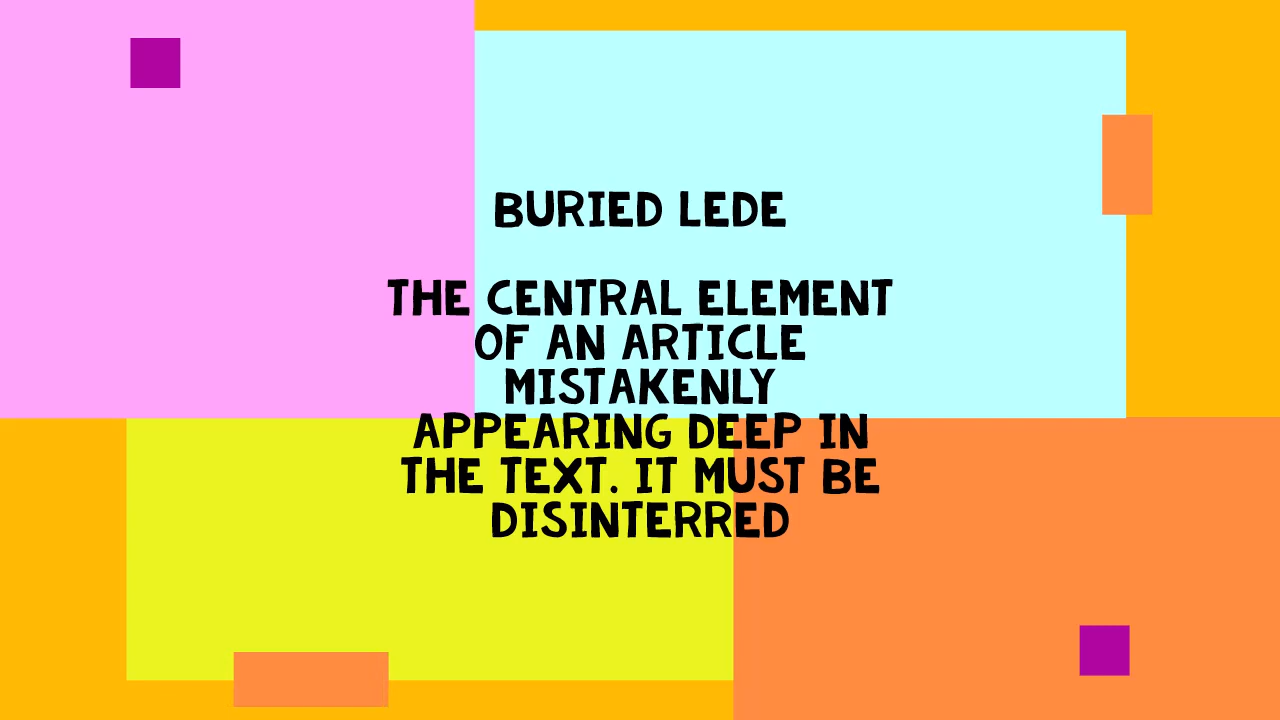 BURIED LEDE
THE CENTRAL ELEMENT
OF AN ARTICLE
MISTAKENLY
APPEARING DEEP IN
THE TEXT. IT MUST BE
DISINTERRED